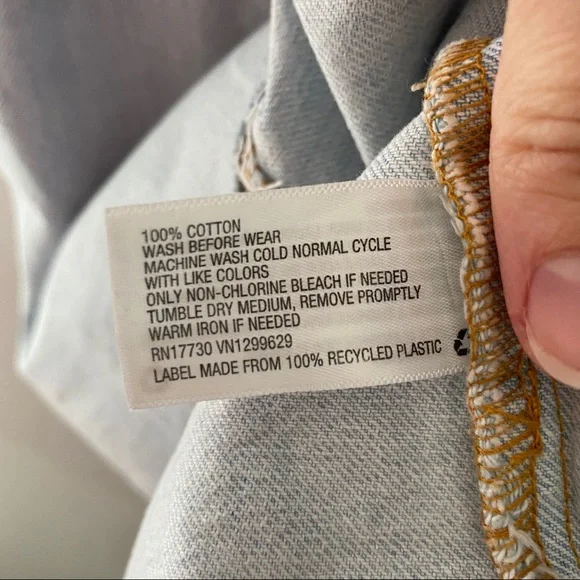 100% COTTON
WASH BEFORE WEAR
MACHINE WASH COLD NORMAL CYCLE
WITH LIKE COLORS
ONLY NON-CHLORINE BLEACH IF NEEDED
TUMBLE DRY MEDIUM, REMOVE PROMPTLY
WARM IRON IF NEEDED
RN17730 VN1299629
LABEL MADE FROM 100% RECYCLED PLASTIC